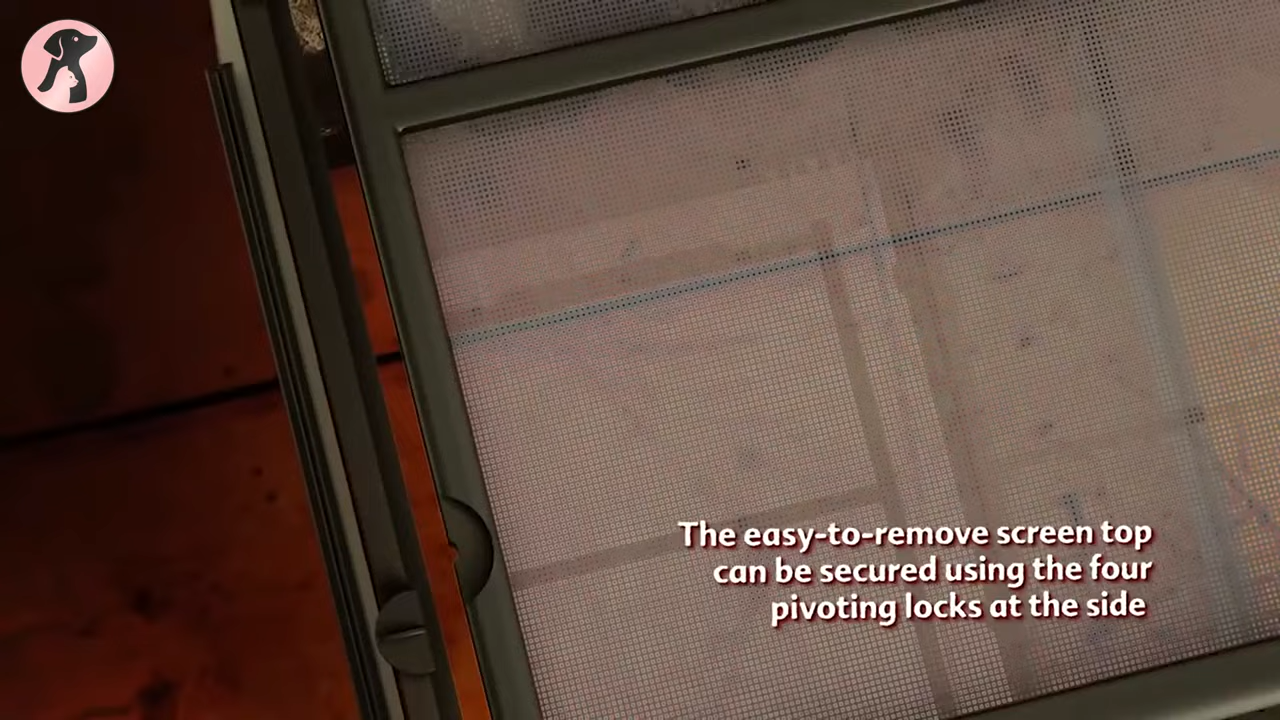 The easy-to-remove screen top
can be secured using the four
pivoting locks at the side